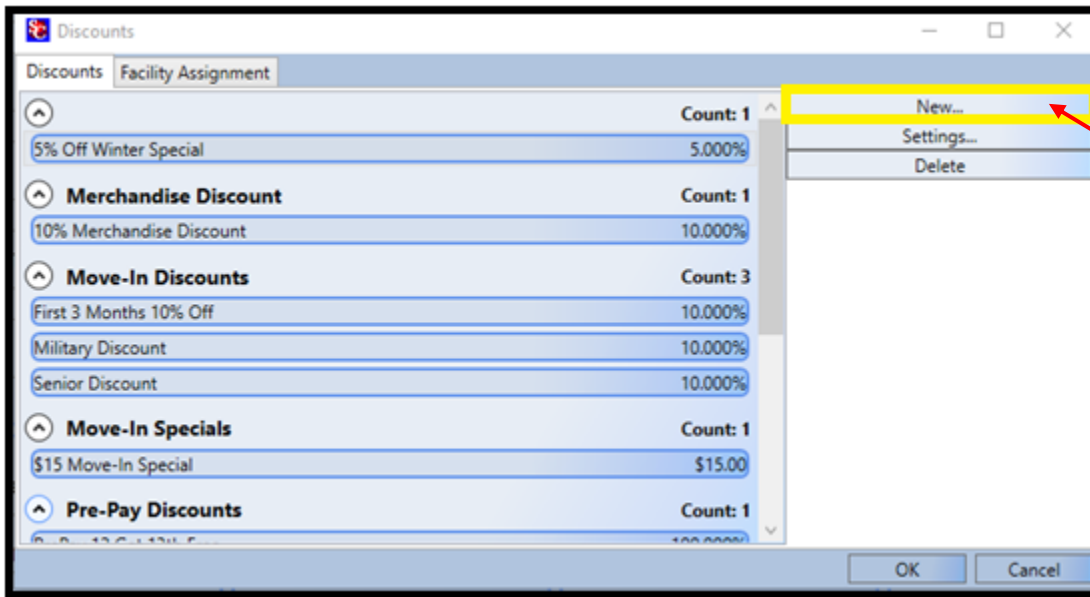 Discounts
Discounts Facility Assignment
Count: 1
5% Off Winter Special 5.000%
Merchandise Discount Count: 1
10% Merchandise Discount 10.000%
Move-In Discounts Count: 3
First 3 Months 10% Off 10.000%
Military Discount 10.000%
Senior Discount 10.000%
Move-In Specials Count: 1
$15 Move-In Special $15.00
Pre-Pay Discounts Count: 1
New...
Settings...
Delete
OK Cancel